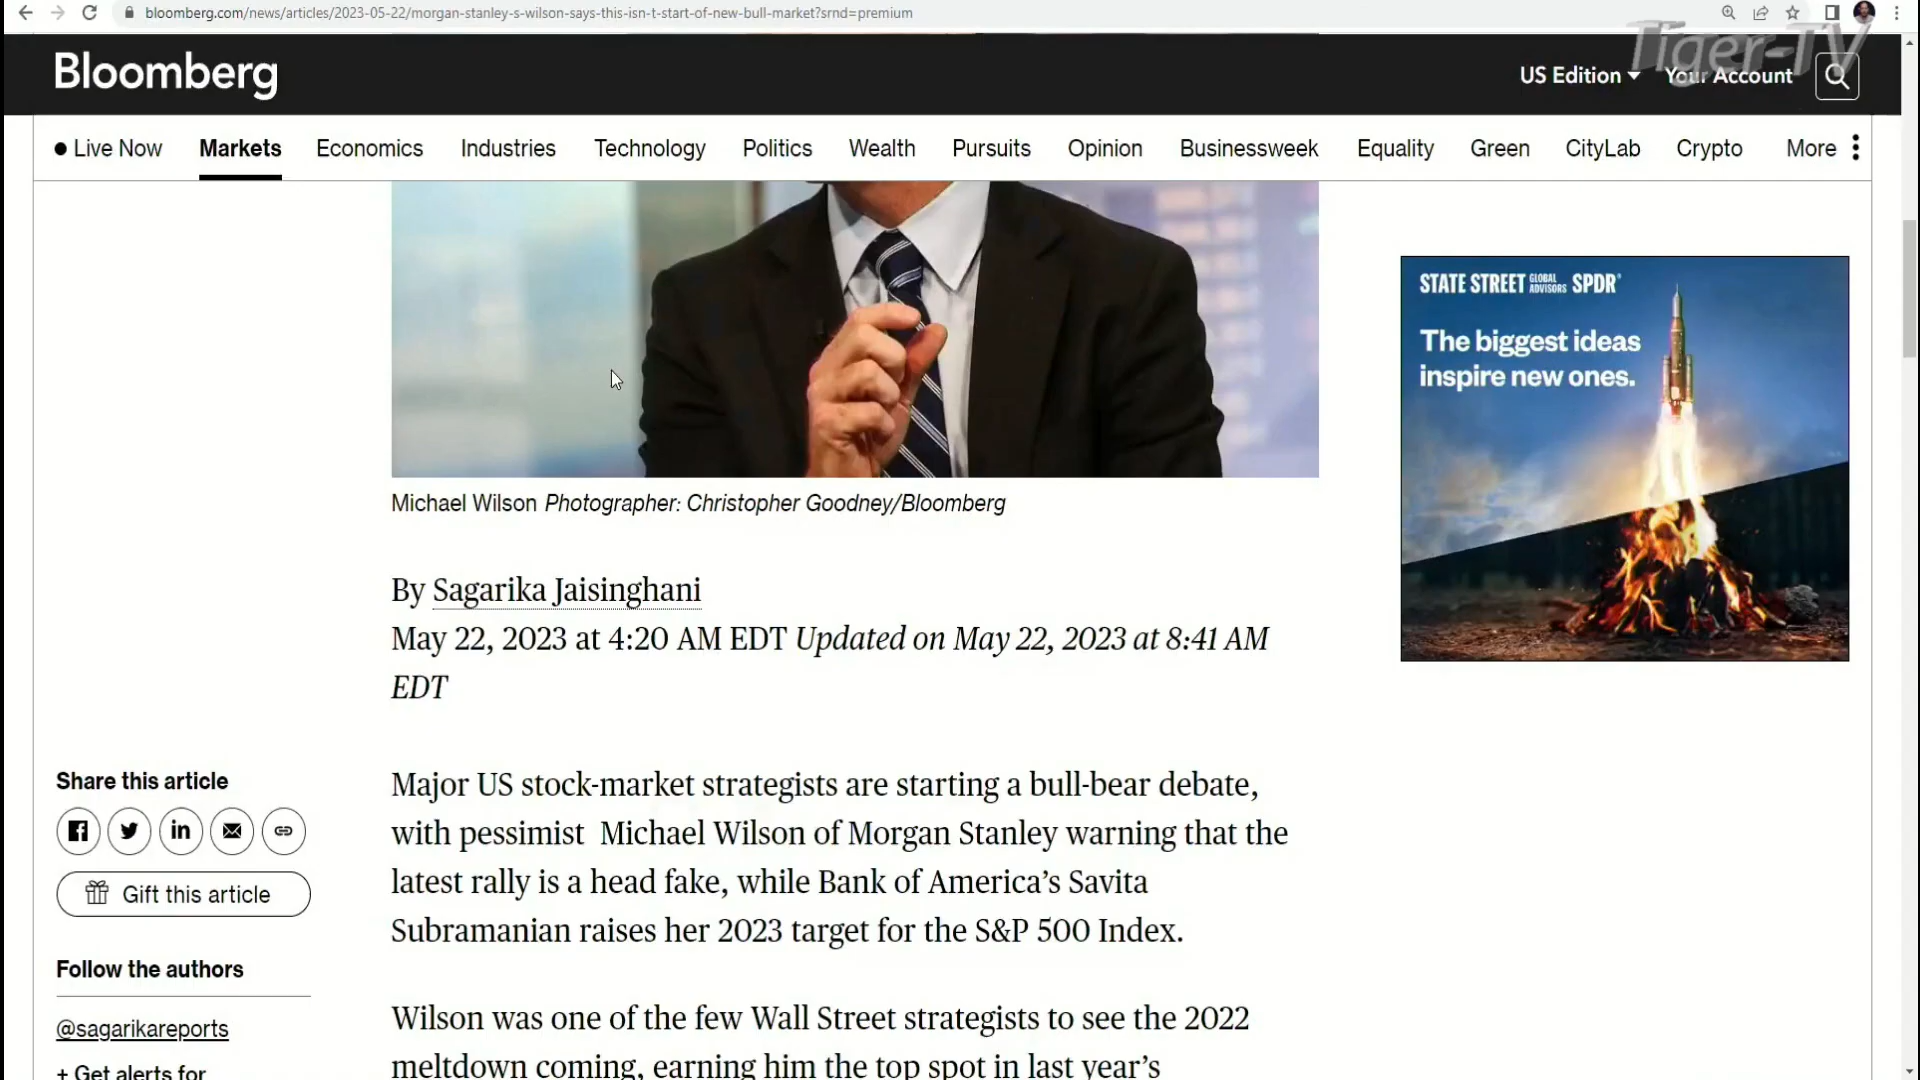 bloomberg.com/news/articles/2023-05-22/morgan-stanley-s-wilson-says-this-isn-t-start-of-new-bull-market?srnd=premium
Tiger-TV
Bloomberg
US Edition
Your Account
Live Now Markets Economics Industries Technology Politics Wealth Pursuits Opinion Businessweek Equality Green CityLab Crypto More
STATE STREET GLOBAL ADVISORS SPDR®
The biggest ideas
inspire new ones.
Michael Wilson Photographer: Christopher Goodney/Bloomberg
By Sagarika Jaisinghani
May 22, 2023 at 4:20 AM EDT Updated on May 22, 2023 at 8:41 AM
EDT
Share this article
Gift this article
Follow the authors
@sagarikareports
+ Get alerts for
Major US stock-market strategists are starting a bull-bear debate,
with pessimist Michael Wilson of Morgan Stanley warning that the
latest rally is a head fake, while Bank of America’s Savita
Subramanian raises her 2023 target for the S&P 500 Index.
Wilson was one of the few Wall Street strategists to see the 2022
meltdown coming, earning him the top spot in last year’s